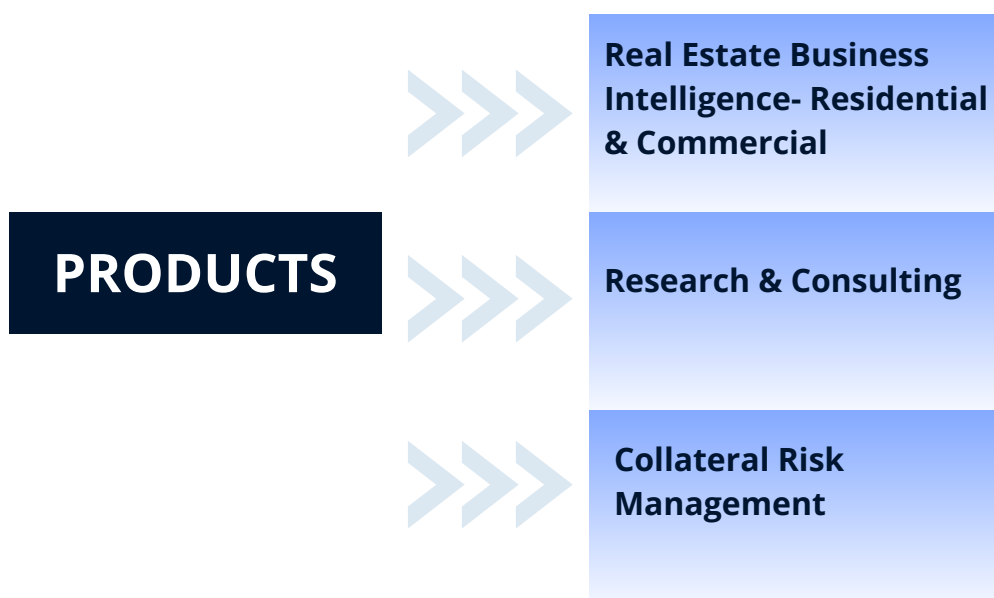 PRODUCTS
Real Estate Business
Intelligence- Residential
& Commercial
Research & Consulting
Collateral Risk
Management